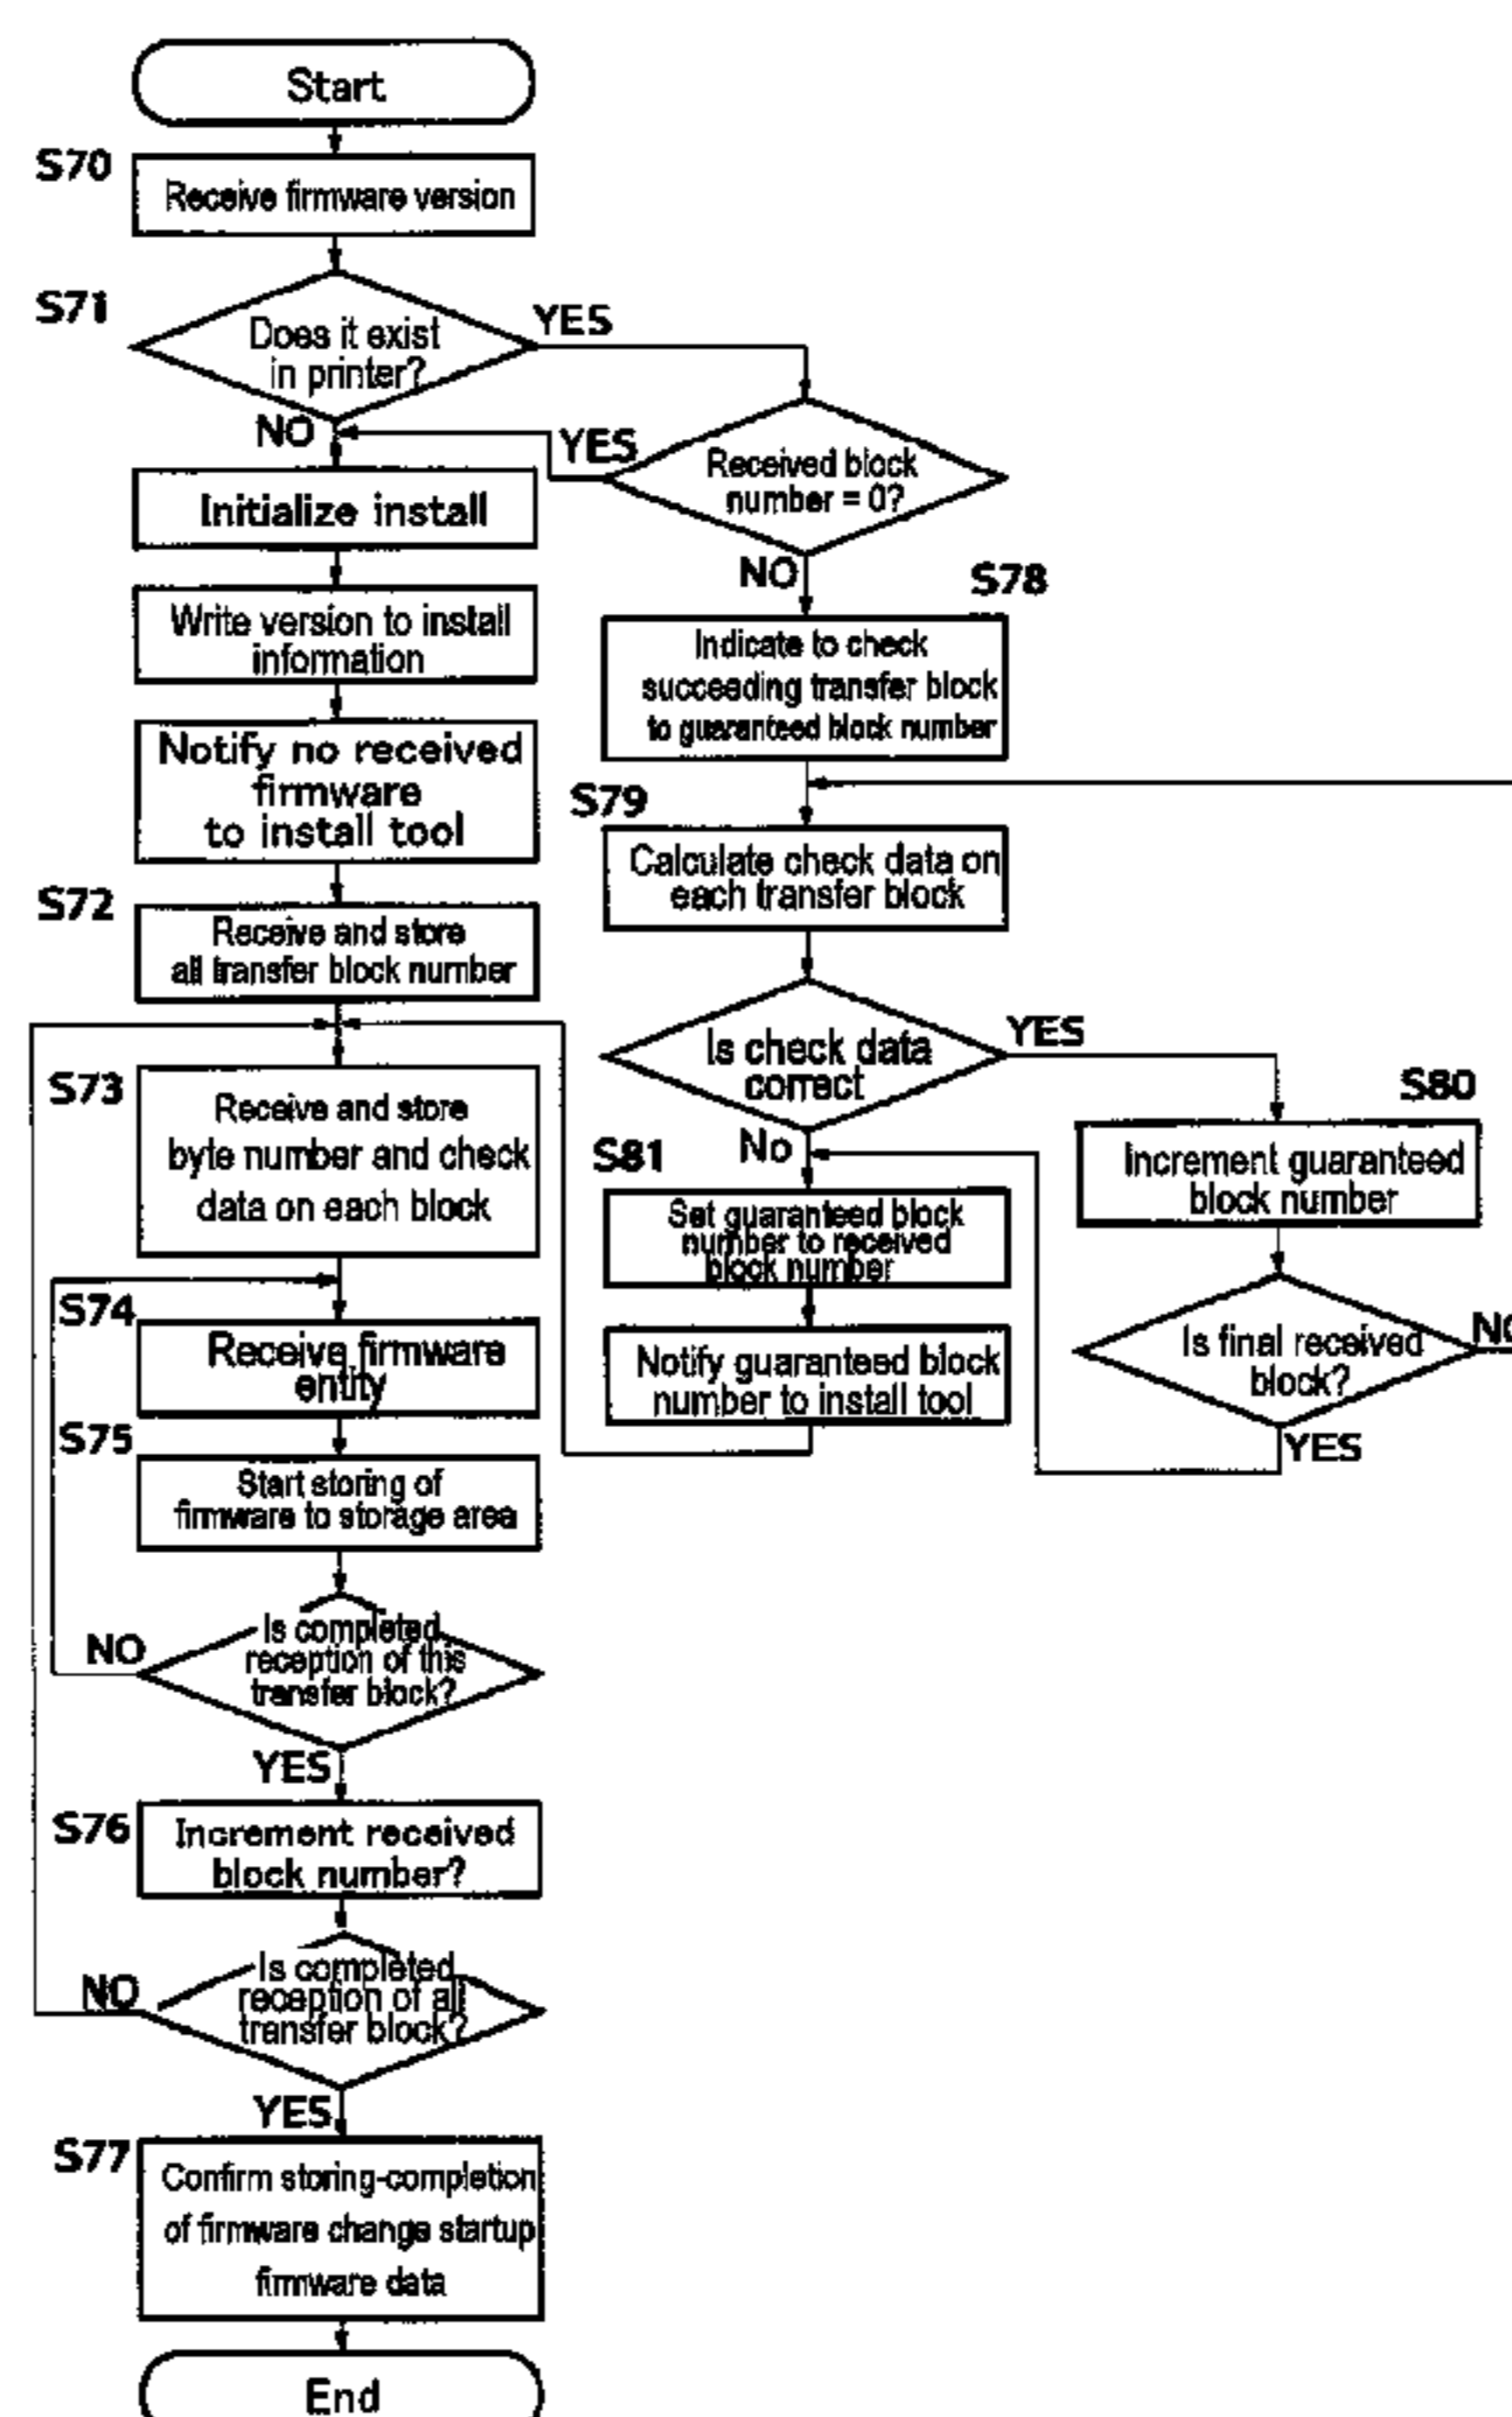 Start
S70
Receive firmware version
S71
Does it exist
in printer?
YES
NO
Initialize install
Write version to install
information
Notify no received
firmware
to install tool
S72
Receive and store
all transfer block number
S73
Receive and store
byte number and check
data on each block
S74
Receive firmware
entity
S75
Start storing of
firmware to storage area
Is completed
reception of this
transfer block?
NO
YES
S76
Increment received
block number?
Is completed
reception of all
transfer block?
NO
YES
S77
Confirm storing-completion
of firmware change startup
firmware data
End
YES
Received block
number = 0?
NO
S78
Indicate to check
succeeding transfer block
to guaranteed block number
S79
Calculate check data on
each transfer block
Is check data
correct
YES
No
S81
Set guaranteed block
number to received
block number
Notify guaranteed block
number to install tool
S80
Increment guaranteed
block number
Is final received
block?
NO
YES